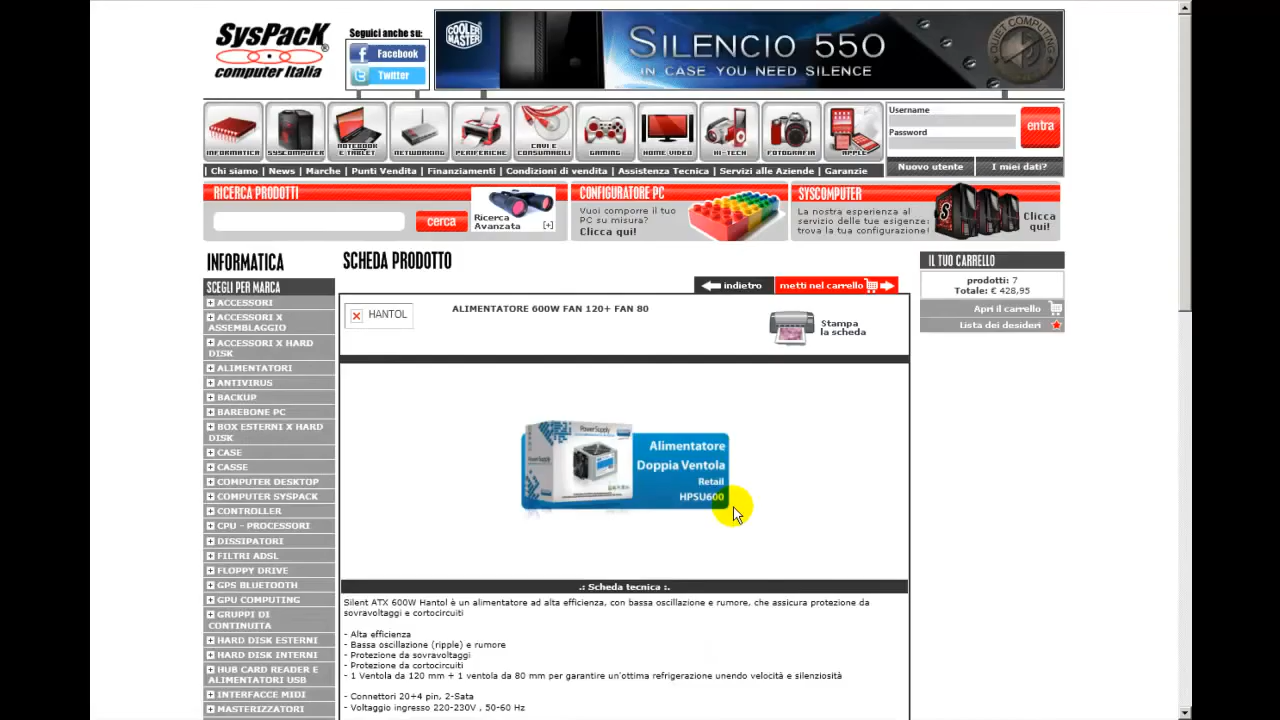 SysPacK ®
computer Italia
Seguici anche su:
Facebook
Twitter
COOLER MASTER
SILENCIO 550
IN CASE YOU NEED SILENCE
QUIET COMPUTING
INFORMATICA
SYSCOMPUTER
NOTEBOOK E TABLET
NETWORKING
PERIFERICHE
CAVI E CONSUMABILI
GAMING
HOME VIDEO
HI-TECH
FOTOGRAFIA
APPLE
Username
Password
entra
| Chi siamo | News | Marche | Punti Vendita | Finanziamenti | Condizioni di vendita | Assistenza Tecnica | Servizi alle Aziende | Garanzie
Nuovo utente
I miei dati?
RICERCA PRODOTTI
cerca
Ricerca
Avanzata [+]
CONFIGURATORE PC
Vuoi comporre il tuo
PC su misura?
Clicca qui!
SYSCOMPUTER
La nostra esperienza al
servizio delle tue esigenze:
trova la tua configurazione!
Clicca
qui!
INFORMATICA
SCEGLI PER MARCA
ACCESSORI
ACCESSORI X
ASSEMBLAGGIO
ACCESSORI X HARD
DISK
ALIMENTATORI
ANTIVIRUS
BACKUP
BAREBONE PC
BOX ESTERNI X HARD
DISK
CASE
CASSE
COMPUTER DESKTOP
COMPUTER SYSPACK
CONTROLLER
CPU - PROCESSORI
DISSIPATORI
FILTRI ADSL
FLOPPY DRIVE
GPS BLUETOOTH
GPU COMPUTING
GRUPPI DI
CONTINUITA
HARD DISK ESTERNI
HARD DISK INTERNI
HUB CARD READER E
ALIMENTATORI USB
INTERFACCE MIDI
MASTERIZZATORI
SCHEDA PRODOTTO
indietro
metti nel carrello
HANTOL
ALIMENTATORE 600W FAN 120+ FAN 80
Stampa
la scheda
PowerSupply
Alimentatore
Doppia Ventola
Retail
HPSU600
.: Scheda tecnica :.
Silent ATX 600W Hantol è un alimentatore ad alta efficienza, con bassa oscillazione e rumore, che assicura protezione da
sovravoltaggi e cortocircuiti
- Alta efficienza
- Bassa oscillazione (ripple) e rumore
- Protezione da sovravoltaggi
- Protezione da cortocircuiti
- 1 Ventola da 120 mm + 1 ventola da 80 mm per garantire un'ottima refrigerazione unendo velocità e silenziosità
- Connettori 20+4 pin, 2-Sata
- Voltaggio ingresso 220-230V , 50-60 Hz
IL TUO CARRELLO
prodotti: 7
Totale: € 428,95
Apri il carrello
Lista dei desideri